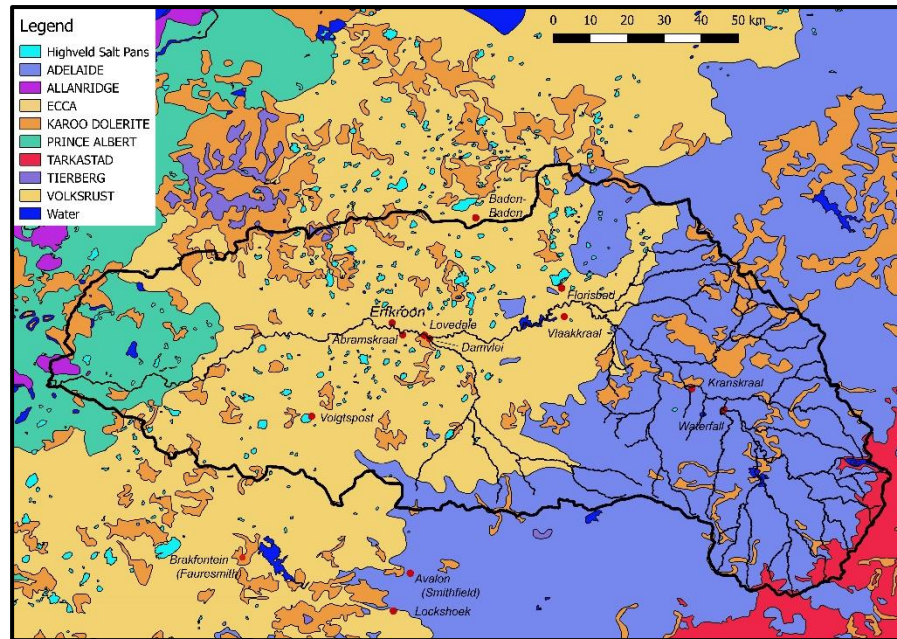 Legend
Highveld Salt Pans
ADELAIDE
ALLANRIDGE
ECCA
KAROO DOLERITE
PRINCE ALBERT
TARKASTAD
TIERBERG
VOLKSRUST
Water
0 10 20 30 40 50 km
Baden-
Baden
Florisbad
Erfkroon
Lovedale
Vlaakkraal
Abramskraal
Damvlei
Kranskraal
Voigtspost
Waterfall
Brakfontein
(Fauresmith)
Avalon
(Smithfield)
Lockshoek